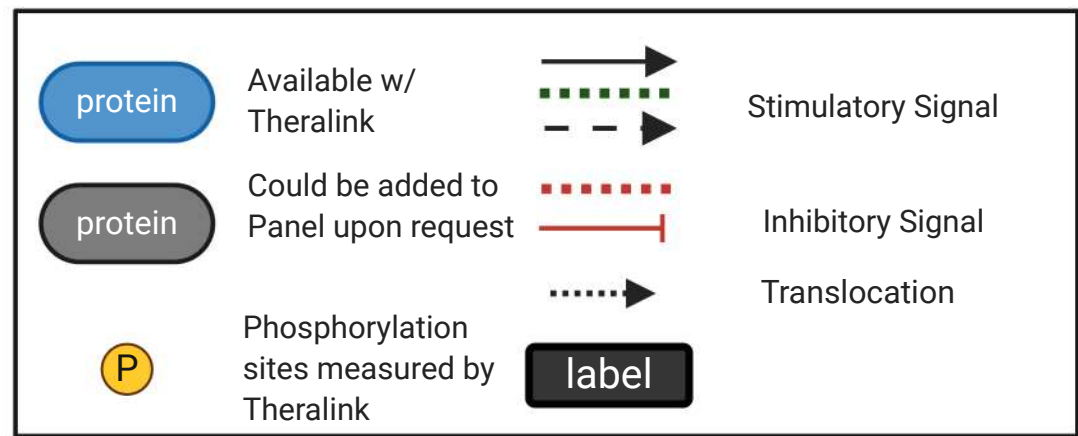 protein
Available w/
Theralink
Stimulatory Signal
protein
Could be added to
Panel upon request
Inhibitory Signal
Translocation
P
Phosphorylation
sites measured by
Theralink
label